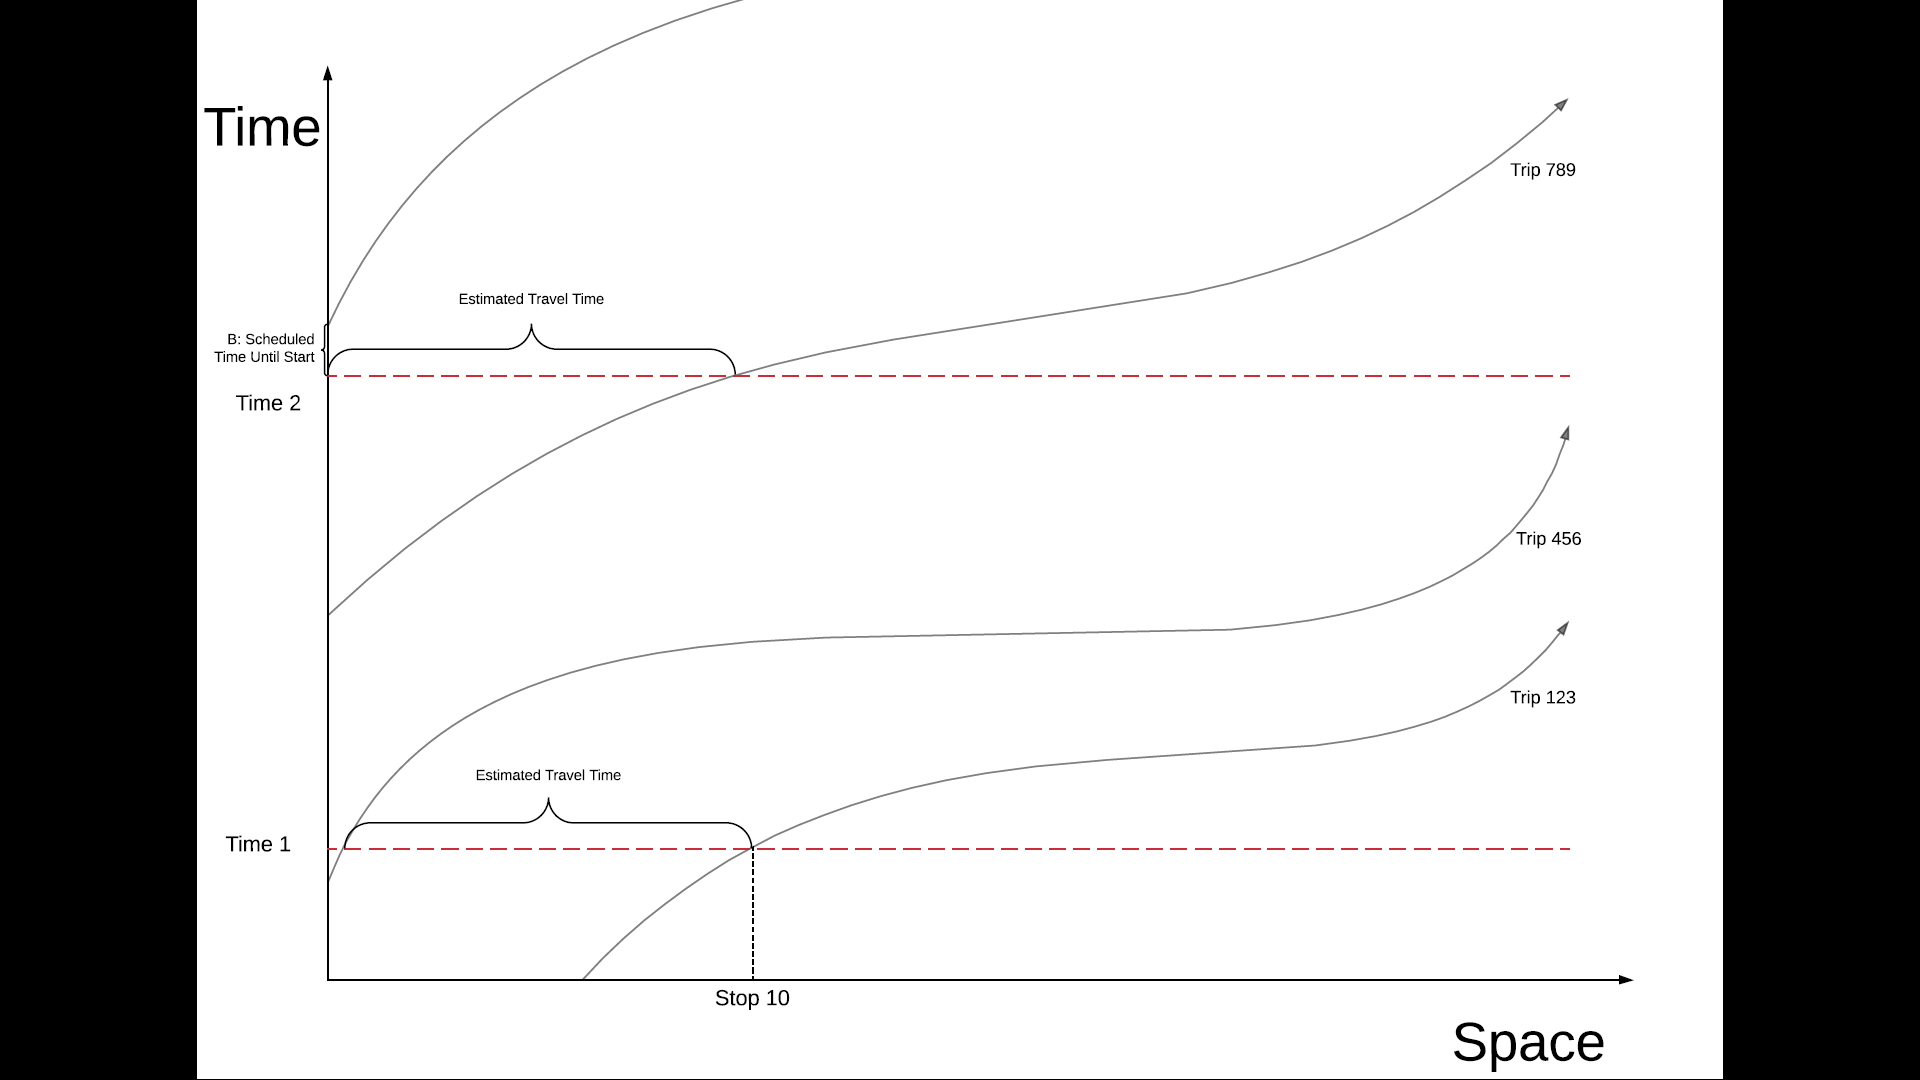 Time
Trip 789
Estimated Travel Time
B: Scheduled
Time Until Start
Time 2
Trip 456
Trip 123
Estimated Travel Time
Time 1
Stop 10
Space